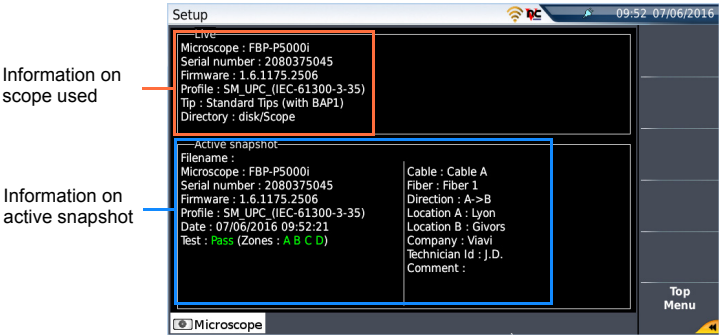 Setup
DC
09:52 07/06/2016
Information on
scope used
Live
Microscope : FBP-P5000i
Serial number : 2080375045
Firmware : 1.6.1175.2506
Profile : SM_UPC_(IEC-61300-3-35)
Tip : Standard Tips (with BAP1)
Directory : disk/Scope
Information on
active snapshot
Active snapshot
Filename :
Microscope : FBP-P5000i
Serial number : 2080375045
Firmware : 1.6.1175.2506
Profile : SM_UPC_(IEC-61300-3-35)
Date : 07/06/2016 09:52:21
Test : Pass (Zones : A B C D)
Cable : Cable A
Fiber : Fiber 1
Direction : A->B
Location A : Lyon
Location B : Givors
Company : Viavi
Technician Id : J.D.
Comment :
Top
Menu
Microscope